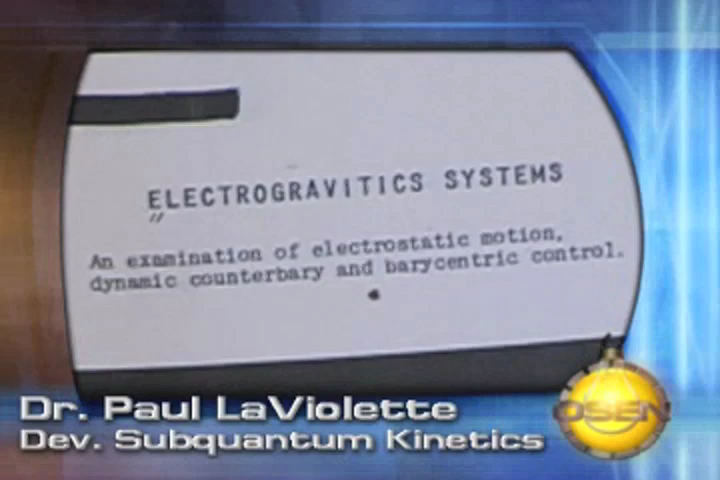 ELECTROGRAVITICS SYSTEMS
An examination of electrostatic motion,
dynamic counterbary and barycentric control.
Dr. Paul LaViolette
Dev. Subquantum Kinetics
OSEN